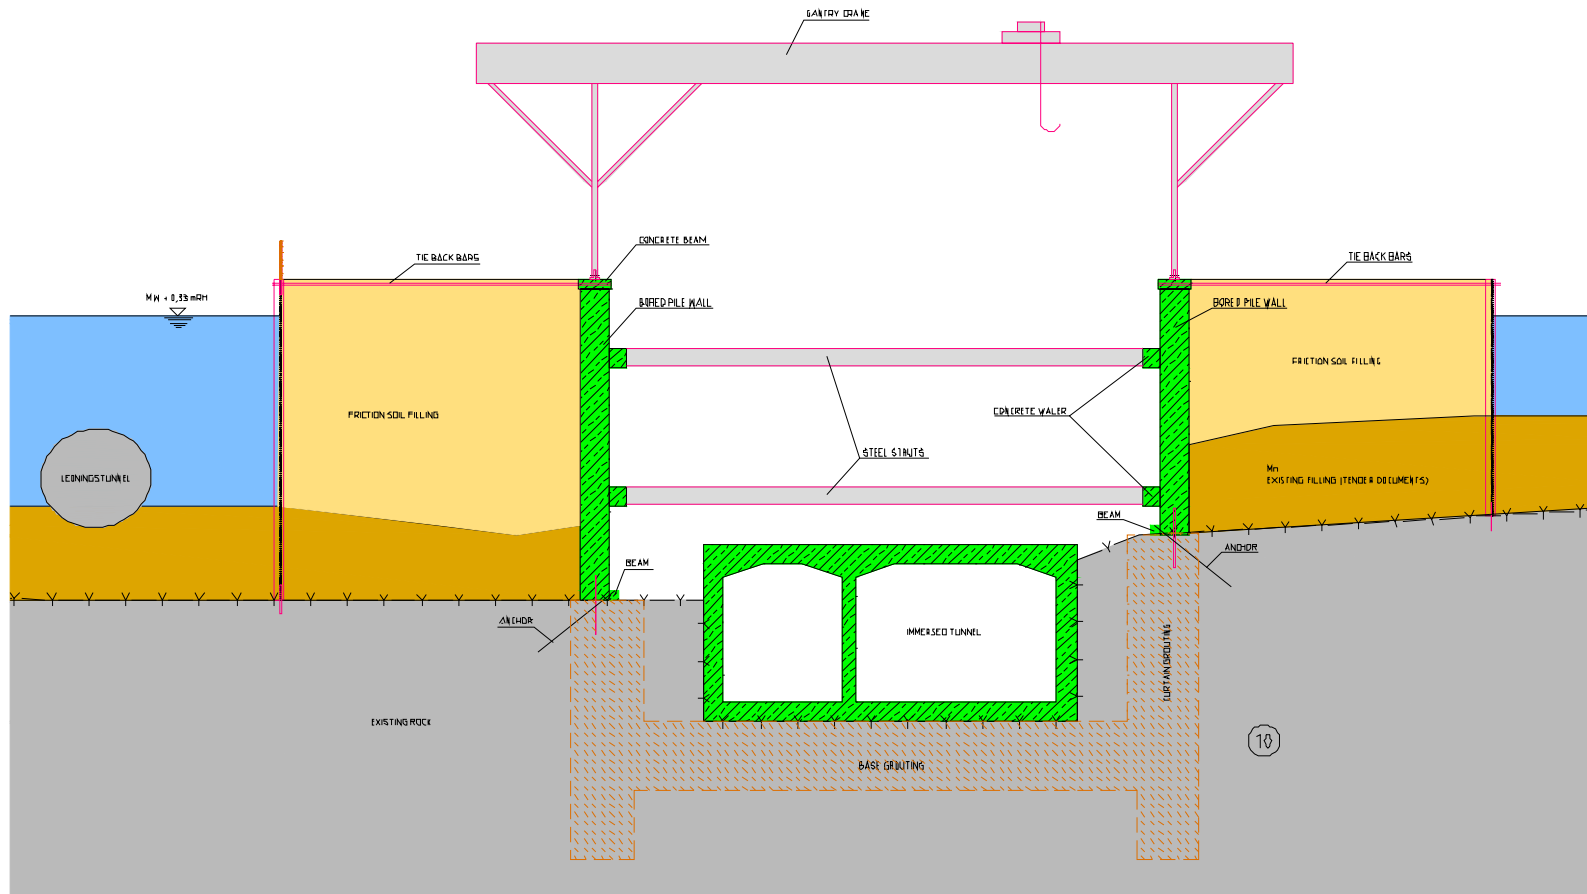 GANTRY CRANE
CONCRETE BEAM
TIE BACK BARS
TIE BACK BARS
MW + 0,33 mRH
BORED PILE WALL
BORED PILE WALL
FRICTION SOIL FILLING
FRICTION SOIL FILLING
CONCRETE WALER
STEEL STRUTS
LEDNINGSTUNNEL
Mn
EXISTING FILLING (TENDER DOCUMENTS)
BEAM
ANCHOR
BEAM
ANCHOR
IMMERSED TUNNEL
CURTAIN GROUTING
EXISTING ROCK
10
BASE GROUTING